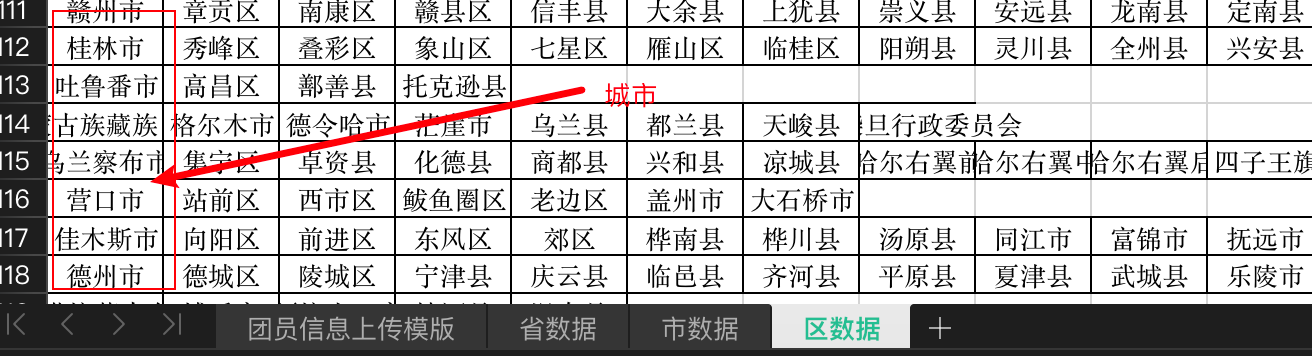 111 赣州市 章贡区 南康区 赣县区 信丰县 大余县 上犹县 崇义县 安远县 龙南县 定南县
112 桂林市 秀峰区 叠彩区 象山区 七星区 雁山区 临桂区 阳朔县 灵川县 全州县 兴安县
113 吐鲁番市 高昌区 鄯善县 托克逊县
城市
114 古族藏族 格尔木市 德令哈市 茫崖市 乌兰县 都兰县 天峻县 旦行政委员会
115 乌兰察布市 集宁区 卓资县 化德县 商都县 兴和县 凉城县 哈尔右翼前 哈尔右翼中 哈尔右翼后 四子王旗
116 营口市 站前区 西市区 鲅鱼圈区 老边区 盖州市 大石桥市
117 佳木斯市 向阳区 前进区 东风区 郊区 桦南县 桦川县 汤原县 同江市 富锦市 抚远市
118 德州市 德城区 陵城区 宁津县 庆云县 临邑县 齐河县 平原县 夏津县 武城县 乐陵市
团员信息上传模版 省数据 市数据 区数据